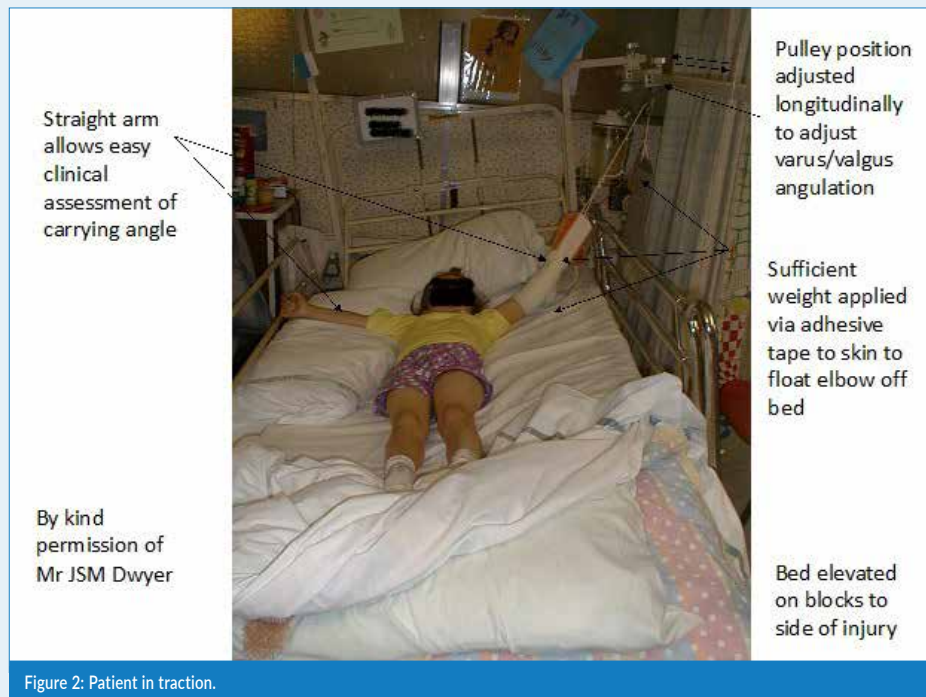 Straight arm
allows easy
clinical
assessment of
carrying angle
By kind
permission of
Mr JSM Dwyer
Pulley position
adjusted
longitudinally
to adjust
varus/valgus
angulation
Sufficient
weight applied
via adhesive
tape to skin to
float elbow off
bed
Bed elevated
on blocks to
side of injury
Figure 2: Patient in traction.